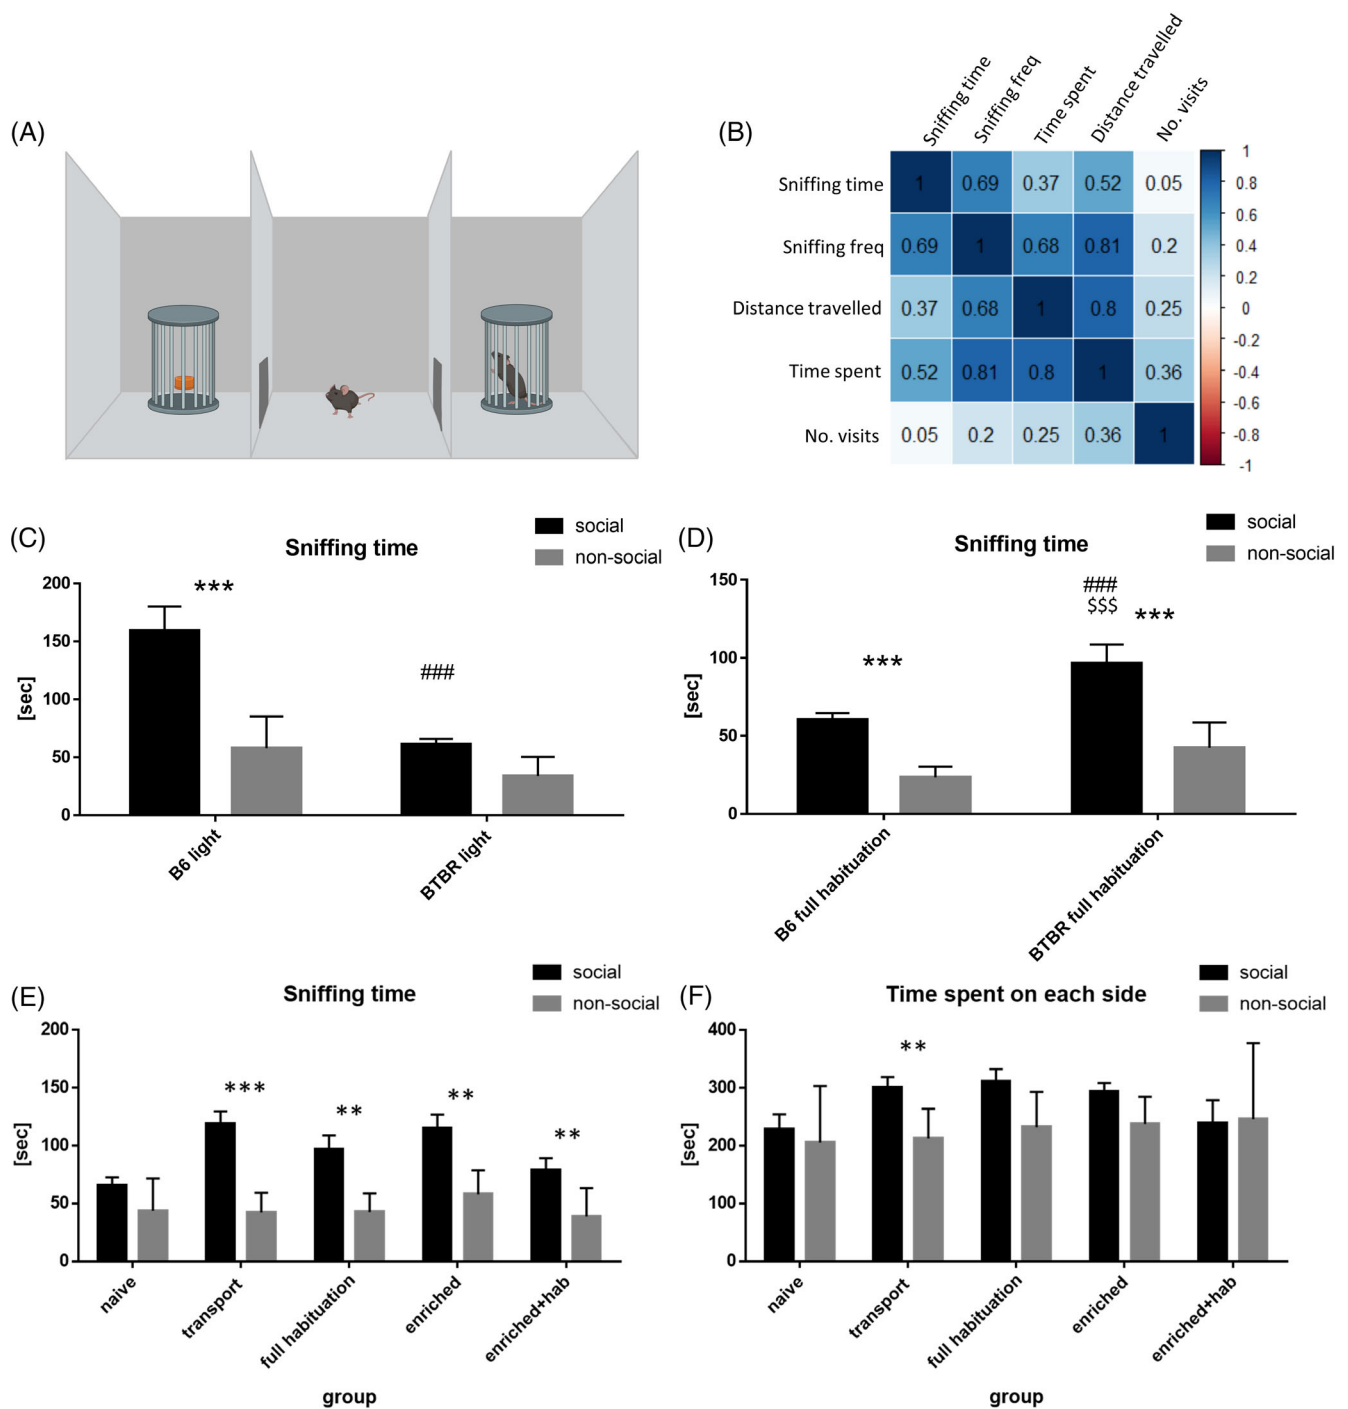 (A)
(B)
Sniffing time
Sniffing freq
Time spent
Distance travelled
No. visits
Sniffing time 1 0.69 0.37 0.52 0.05
Sniffing freq 0.69 1 0.68 0.81 0.2
Distance travelled 0.37 0.68 1 0.8 0.25
Time spent 0.52 0.81 0.8 1 0.36
No. visits 0.05 0.2 0.25 0.36 1
1
0.8
0.6
0.4
0.2
0
-0.2
-0.4
-0.6
-0.8
-1
(C)
Sniffing time
social
non-social
[sec]
200
150
100
50
0
***
###
B6 light
BTBR light
(D)
Sniffing time
social
non-social
[sec]
150
100
50
0
***
###
$$$
***
B6 full habituation
BTBR full habituation
(E)
Sniffing time
social
non-social
[sec]
200
150
100
50
0
***
**
**
**
naive
transport
full habituation
enriched
enriched+hab
group
(F)
Time spent on each side
social
non-social
[sec]
400
300
200
100
0
**
naive
transport
full habituation
enriched
enriched+hab
group